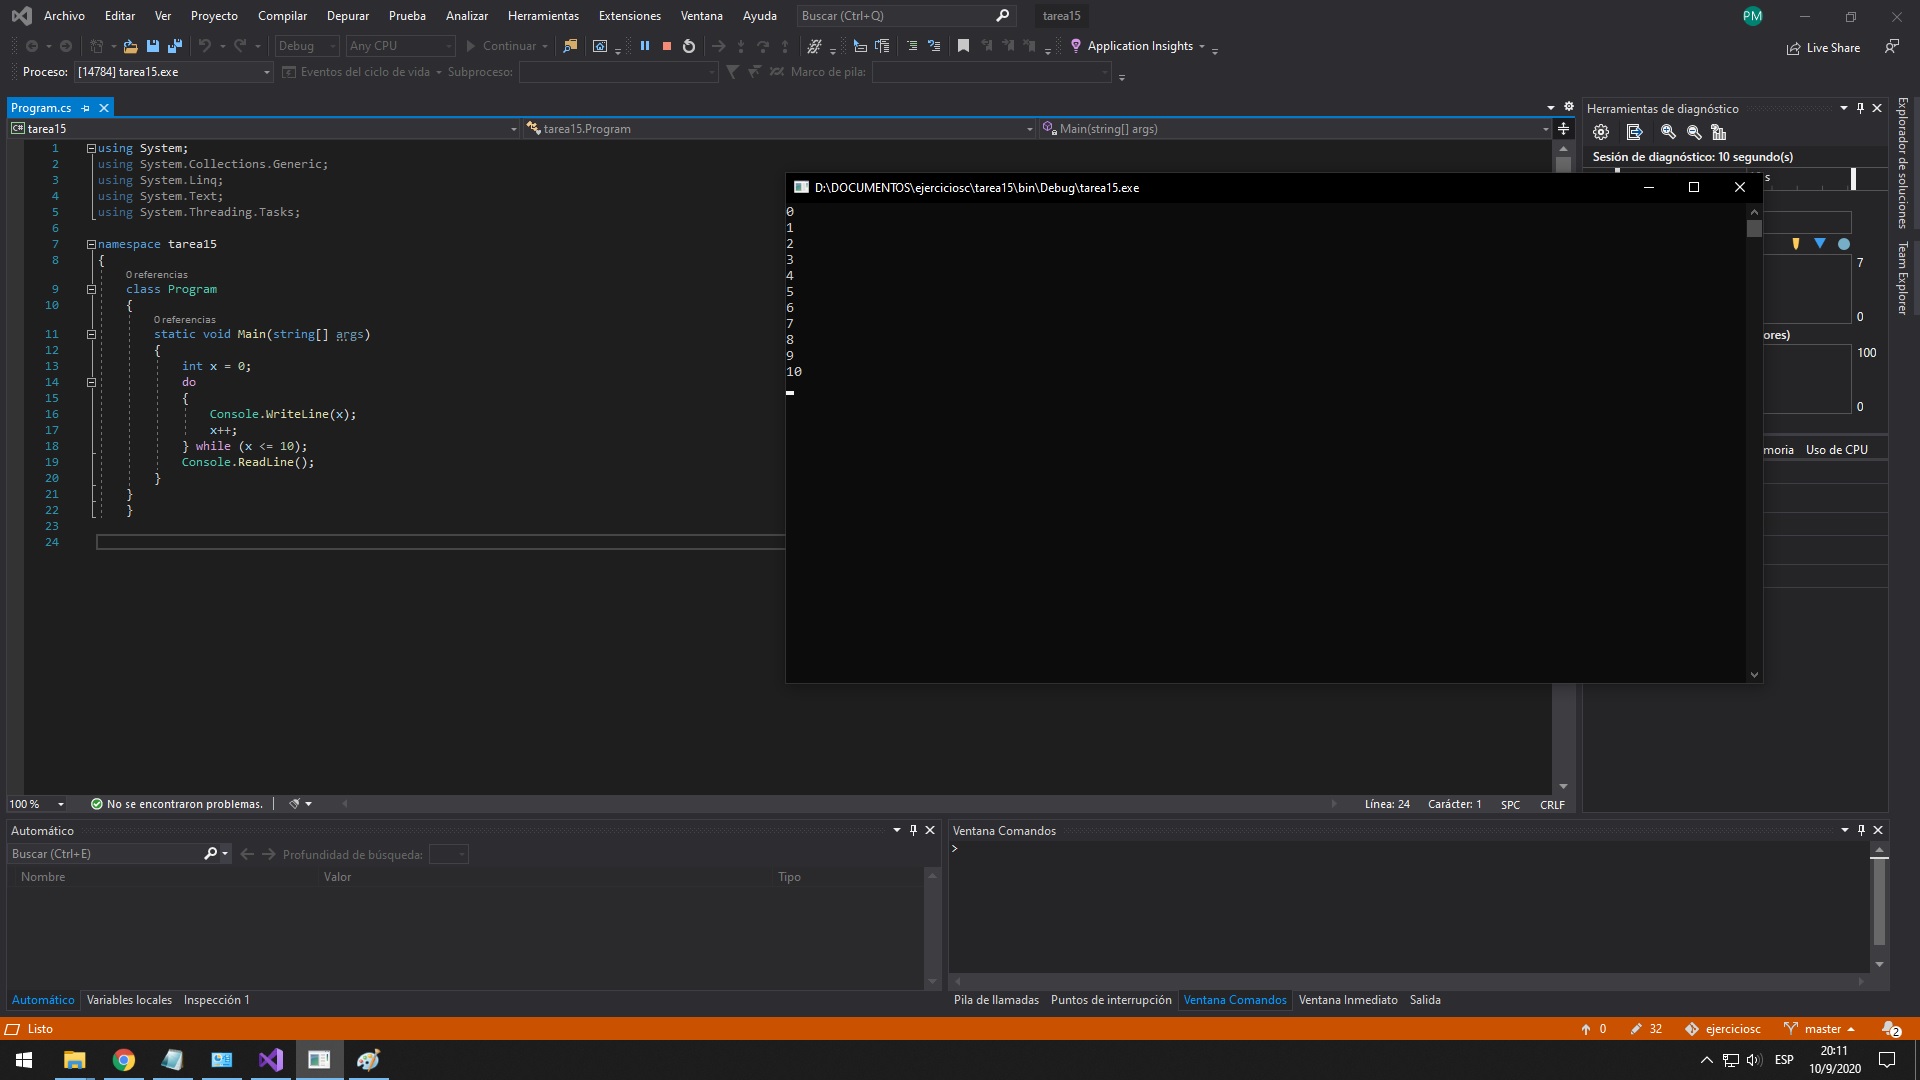 Archivo Editar Ver Proyecto Compilar Depurar Prueba Analizar Herramientas Extensiones Ventana Ayuda Buscar (Ctrl+Q) tarea15 PM
Debug Any CPU Continuar Application Insights Live Share
Proceso: [14784] tarea15.exe Eventos del ciclo de vida Subproceso: Marco de pila:
Program.cs
tarea15 tarea15.Program Main(string[] args)
1 using System;
2 using System.Collections.Generic;
3 using System.Linq;
4 using System.Text;
5 using System.Threading.Tasks;
6
7 namespace tarea15
8 {
0 referencias
9 class Program
10 {
0 referencias
11 static void Main(string[] args)
12 {
13 int x = 0;
14 do
15 {
16 Console.WriteLine(x);
17 x++;
18 } while (x <= 10);
19 Console.ReadLine();
20 }
21 }
22 }
23
24
D:\DOCUMENTOS\ejerciciosc\tarea15\bin\Debug\tarea15.exe
0
1
2
3
4
5
6
7
8
9
10
Herramientas de diagnóstico
Sesión de diagnóstico: 10 segundo(s)
s
7
0
ores)
100
0
moria Uso de CPU
Explorador de soluciones
Team Explorer
100 % No se encontraron problemas. Línea: 24 Carácter: 1 SPC CRLF
Automático
Buscar (Ctrl+E) Profundidad de búsqueda:
Nombre Valor Tipo
Automático Variables locales Inspección 1
Ventana Comandos
>
Pila de llamadas Puntos de interrupción Ventana Comandos Ventana Inmediato Salida
Listo 0 32 ejerciciosc master 2
ESP 20:11
10/9/2020